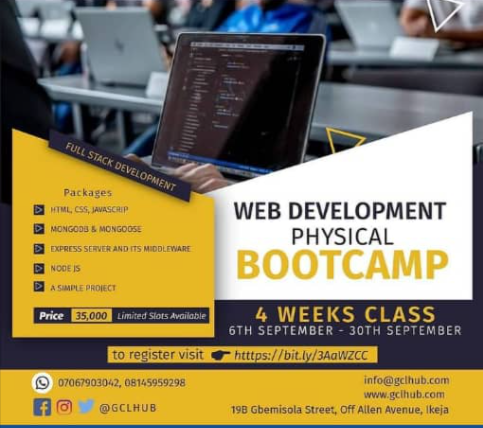 FULL STACK DEVELOPMENT
Packages
HTML, CSS, JAVASCRIP
MONGODB & MONGOOSE
EXPRESS SERVER AND ITS MIDDLEWARE
NODE JS
A SIMPLE PROJECT
Price 35,000 Limited Slots Available
WEB DEVELOPMENT
PHYSICAL
BOOTCAMP
4 WEEKS CLASS
6TH SEPTEMBER - 30TH SEPTEMBER
to register visit htttps://bit.ly/3AaWZCC
07067903042, 08145959298
@GCLHUB
info@gclhub.com
www.gclhub.com
19B Gbemisola Street, Off Allen Avenue, Ikeja